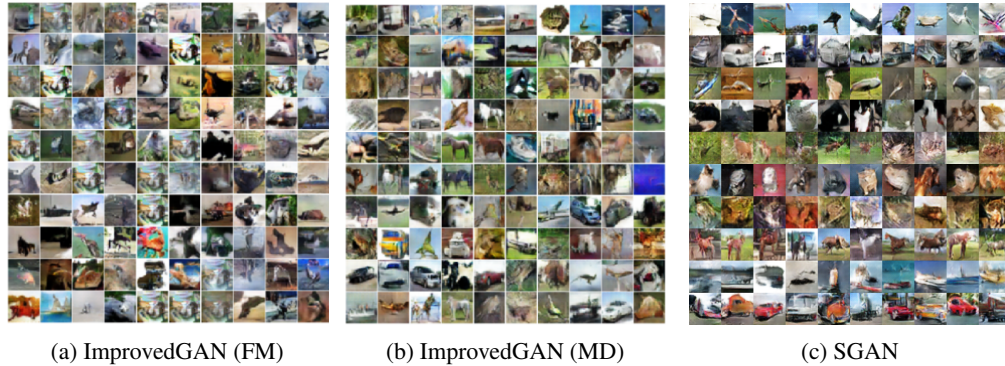 (a) ImprovedGAN (FM)
(b) ImprovedGAN (MD)
(c) SGAN